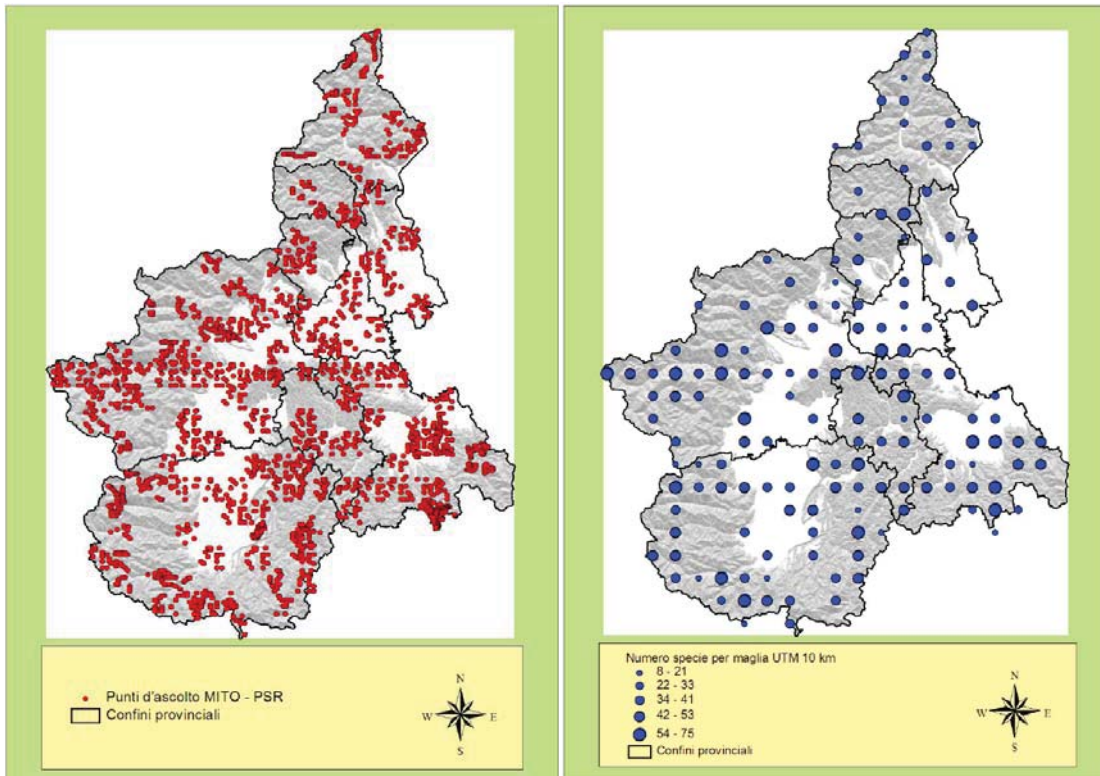 Punti d'ascolto MITO - PSR
Confini provinciali
N
W E
S
Numero specie per maglia UTM 10 km
8 - 21
22 - 33
34 - 41
42 - 53
54 - 75
Confini provinciali
N
W E
S